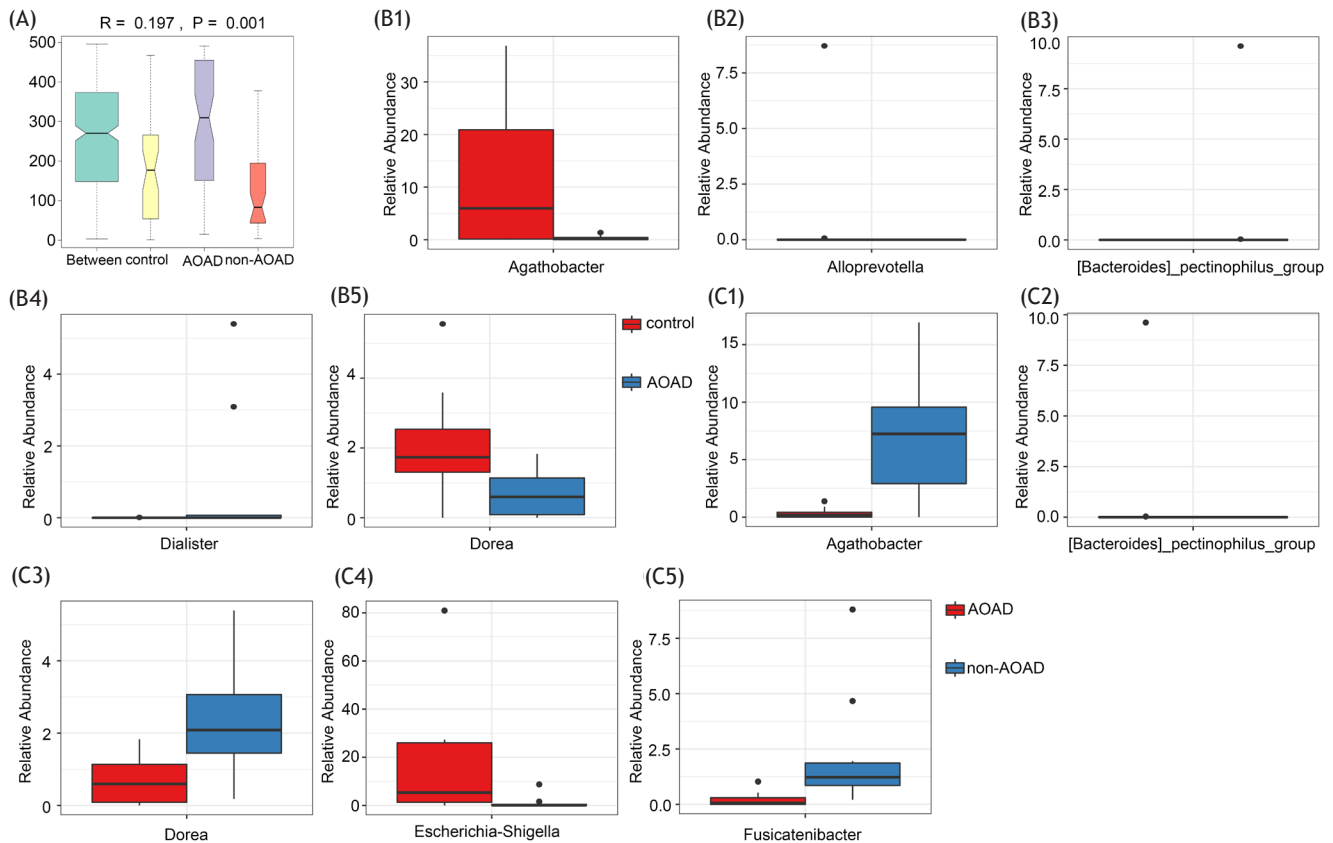 (A)
R = 0.197 , P = 0.001
500
400
300
200
100
0
Between control AOAD non-AOAD
(B1)
Relative Abundance
30
20
10
0
Agathobacter
(B2)
Relative Abundance
7.5
5.0
2.5
0.0
Alloprevotella
(B3)
Relative Abundance
10.0
7.5
5.0
2.5
0.0
[Bacteroides]_pectinophilus_group
(B4)
Relative Abundance
4
2
0
Dialister
(B5)
Relative Abundance
4
2
0
Dorea
control
AOAD
(C1)
Relative Abundance
15
10
5
0
Agathobacter
(C2)
Relative Abundance
10.0
7.5
5.0
2.5
0.0
[Bacteroides]_pectinophilus_group
(C3)
Relative Abundance
4
2
0
Dorea
(C4)
Relative Abundance
80
60
40
20
0
Escherichia-Shigella
(C5)
Relative Abundance
7.5
5.0
2.5
0.0
Fusicatenibacter
AOAD
non-AOAD